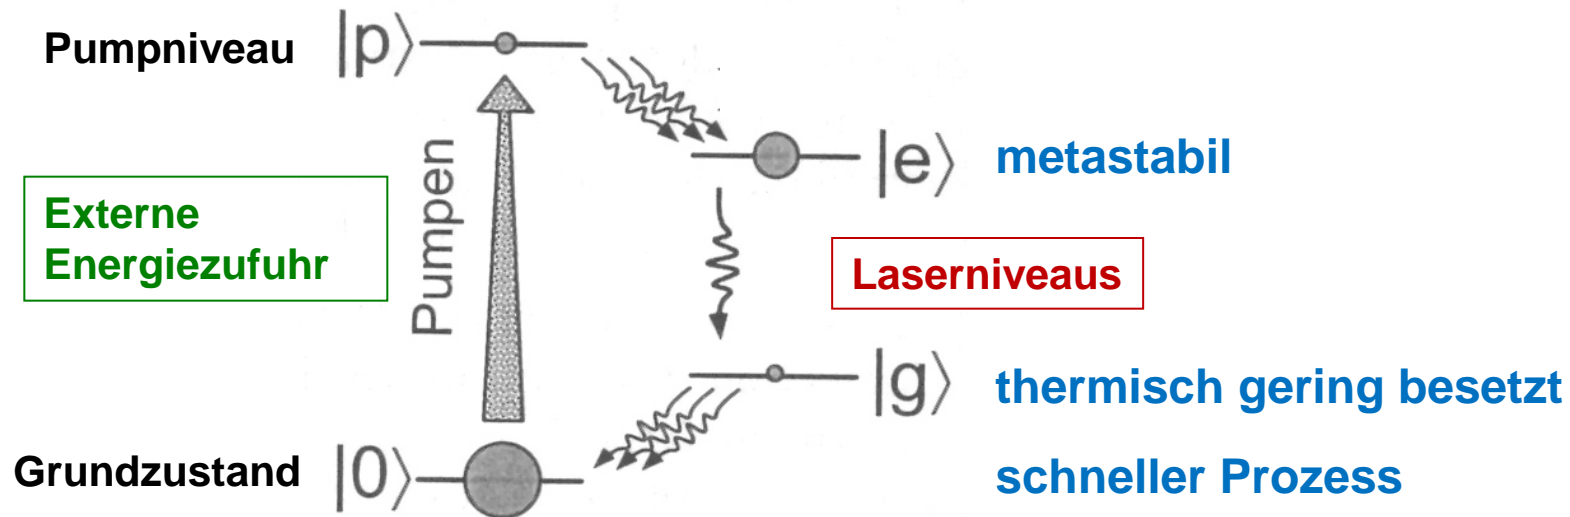 Pumpniveau |p⟩
|e⟩ metastabil
Externe
Energiezufuhr
Pumpen
Laserniveaus
|g⟩ thermisch gering besetzt
Grundzustand |0⟩
schneller Prozess